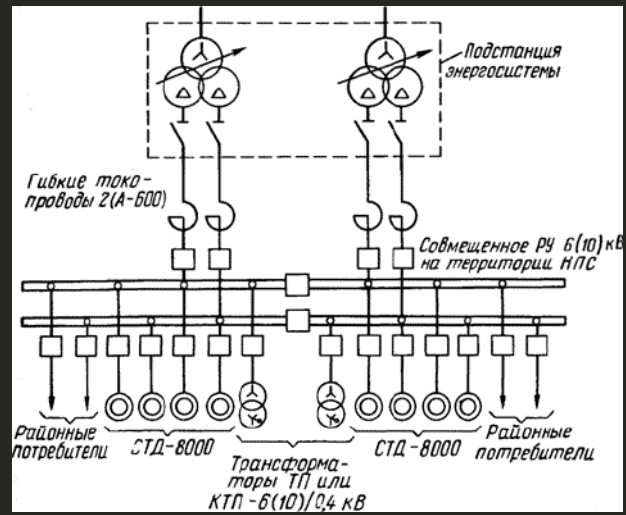 Подстанция
энергосистемы
Гибкие токо-
проводы 2(А-600)
Совмещенное РУ 6(10) кВ
на территории НПС
Районные
потребители
СТД-8000
Трансформа-
торы ТП или
КТП-6(10)/0,4 кВ
СТД-8000
Районные
потребители